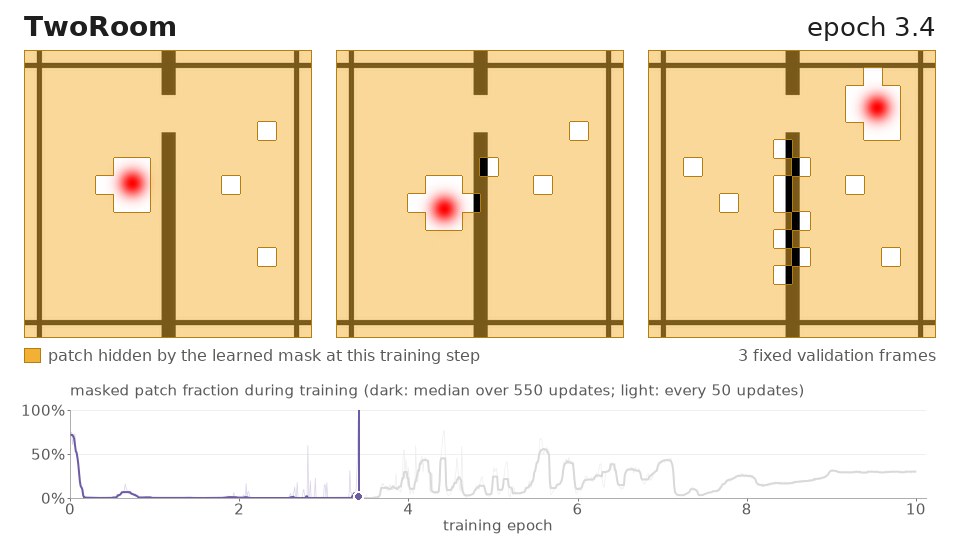 TwoRoom
epoch 3.4
patch hidden by the learned mask at this training step
3 fixed validation frames
masked patch fraction during training (dark: median over 550 updates; light: every 50 updates)
100%
50%
0%
0 2 4 6 8 10
training epoch